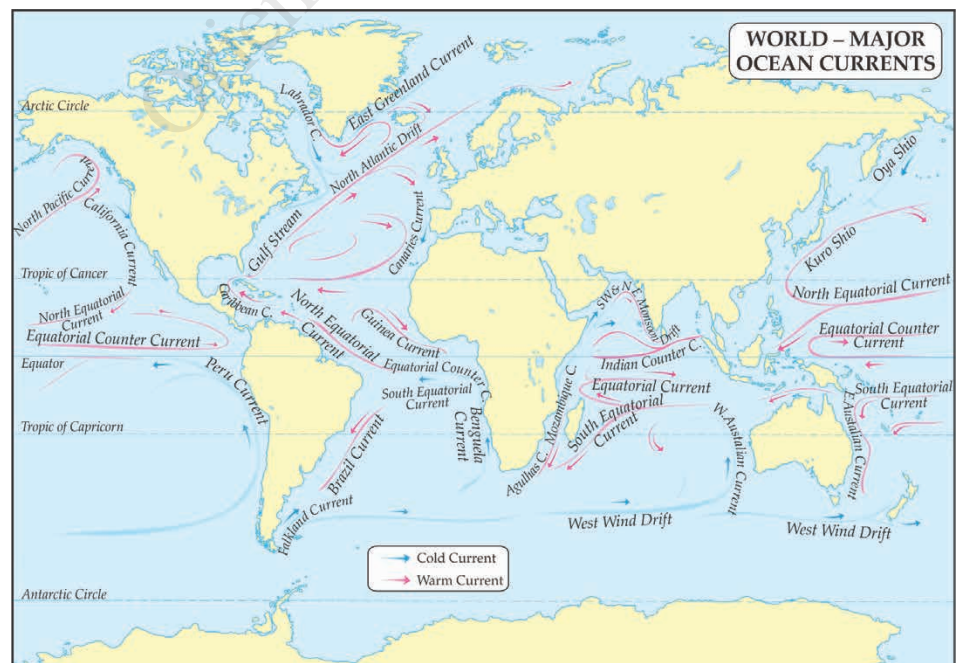 WORLD – MAJOR
OCEAN CURRENTS
Arctic Circle
Labrador C.
East Greenland Current
North Atlantic Drift
Oya Shio
North Pacific Curre
California Current
Gulf Stream
Canaries Current
Kuro Shio
Tropic of Cancer
Caribbean C.
SW & N.E. Monsoon
Drift
North Equatorial
Current
North Equatorial
Current
Guinea Current
North Equatorial Current
Equatorial Counter Current
Equatorial Counter C.
Indian Counter C.
Equatorial Counter
Current
Equator
Peru Current
South Equatorial
Current
Equatorial Current
South Equatorial
Current
Mozambique C.
South Equatorial
Current
Tropic of Capricorn
Brazil Current
Benguela
Current
Agulhas C.
W. Austalian Current
E. Austalian Current
Falkland Current
West Wind Drift
West Wind Drift
Cold Current
Warm Current
Antarctic Circle